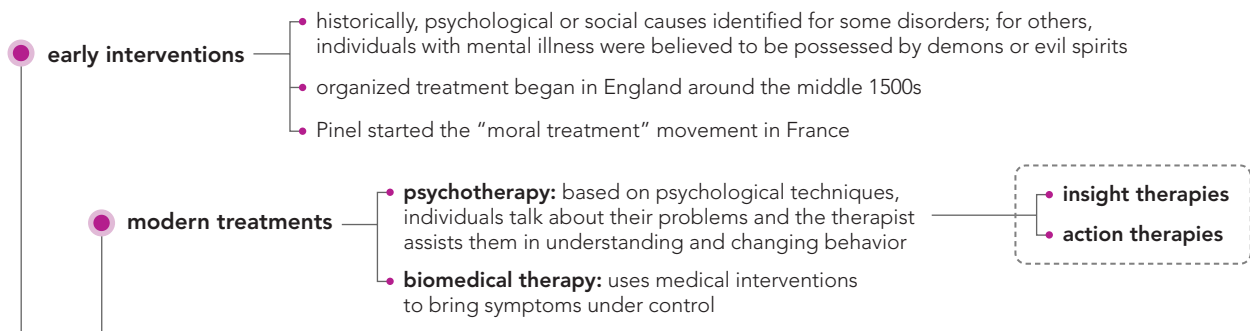 historically, psychological or social causes identified for some disorders; for others,
individuals with mental illness were believed to be possessed by demons or evil spirits
early interventions
organized treatment began in England around the middle 1500s
Pinel started the “moral treatment” movement in France
psychotherapy: based on psychological techniques,
individuals talk about their problems and the therapist
assists them in understanding and changing behavior
modern treatments
insight therapies
action therapies
biomedical therapy: uses medical interventions
to bring symptoms under control